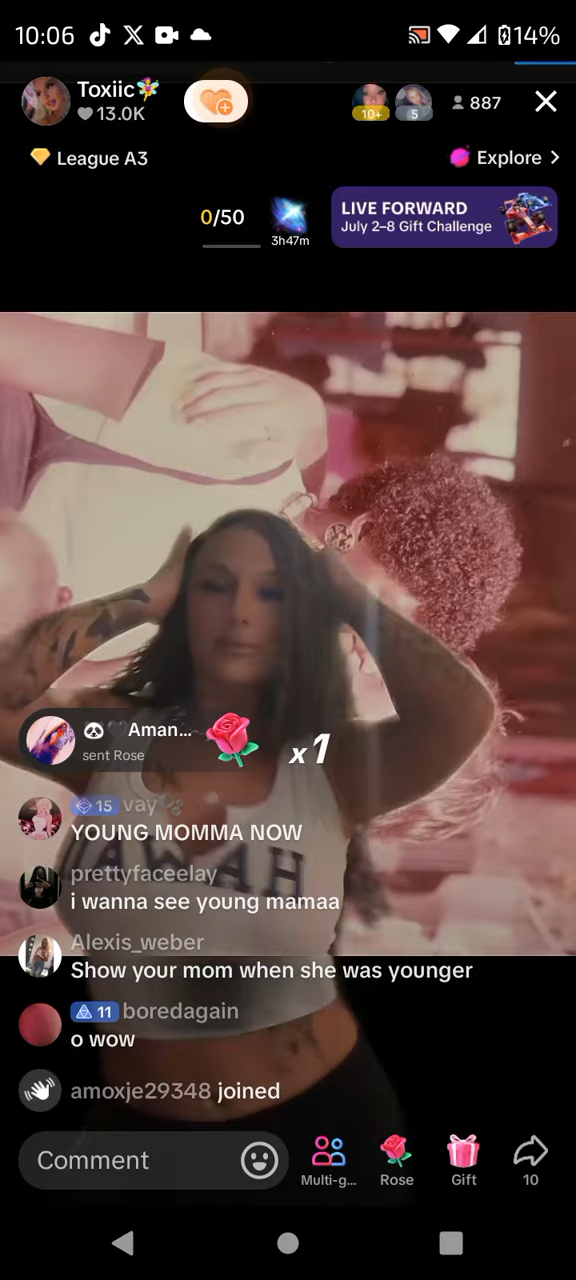 10:06
14%
Toxiic
13.0K
10+
5
887
League A3
Explore
0/50
3h47m
LIVE FORWARD
July 2–8 Gift Challenge
Aman...
sent Rose
x1
15 vay
YOUNG MOMMA NOW
prettyfaceelay
i wanna see young mamaa
Alexis_weber
Show your mom when she was younger
11 boredagain
o wow
amoxje29348 joined
Comment
Multi-g...
Rose
Gift
10